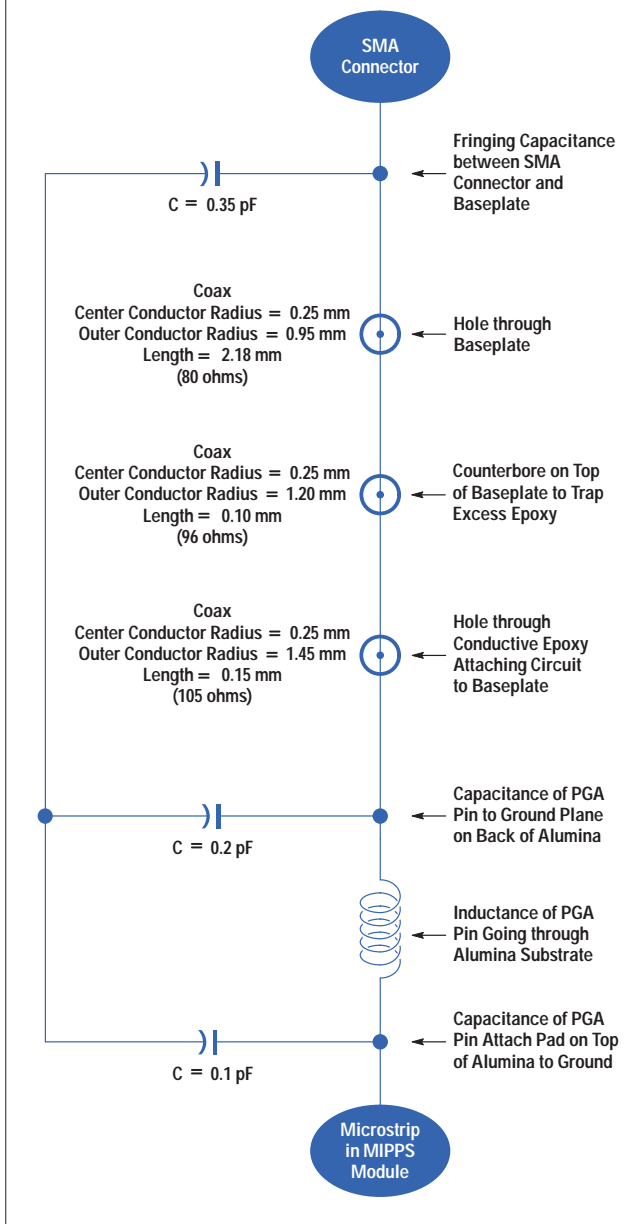 SMA
Connector
Fringing Capacitance
between SMA
Connector and
Baseplate
C = 0.35 pF
Coax
Center Conductor Radius = 0.25 mm
Outer Conductor Radius = 0.95 mm
Length = 2.18 mm
(80 ohms)
Hole through
Baseplate
Coax
Center Conductor Radius = 0.25 mm
Outer Conductor Radius = 1.20 mm
Length = 0.10 mm
(96 ohms)
Counterbore on Top
of Baseplate to Trap
Excess Epoxy
Coax
Center Conductor Radius = 0.25 mm
Outer Conductor Radius = 1.45 mm
Length = 0.15 mm
(105 ohms)
Hole through
Conductive Epoxy
Attaching Circuit
to Baseplate
Capacitance of PGA
Pin to Ground Plane
on Back of Alumina
C = 0.2 pF
Inductance of PGA
Pin Going through
Alumina Substrate
Capacitance of PGA
Pin Attach Pad on Top
of Alumina to Ground
C = 0.1 pF
Microstrip
in MIPPS
Module